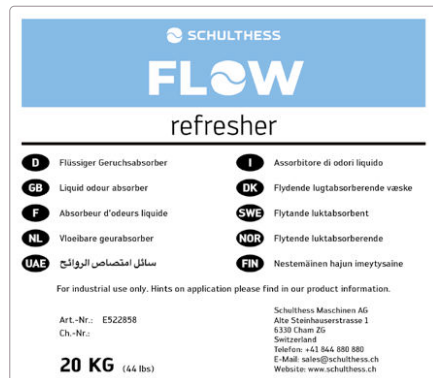 SCHULTHESS
FLOW
refresher
D Flüssiger Geruchsabsorber
GB Liquid odour absorber
F Absorbeur d'odeurs liquide
NL Vloeibare geurabsorber
UAE سائل امتصاص الروائح
I Assorbitore di odori liquido
DK Flydende lugtabsorberende væske
SWE Flytande luktabsorbent
NOR Flytende luktabsorberende
FIN Nestemäinen hajun imeytysaine
For industrial use only. Hints on application please find in our product information.
Art.-Nr.: E522858
Ch.-Nr.:
20 KG (44 lbs)
Schulthess Maschinen AG
Alte Steinhauserstrasse 1
6330 Cham ZG
Switzerland
Telefon: +41 844 880 880
E-Mail: sales@schulthess.ch
Website: www.schulthess.ch